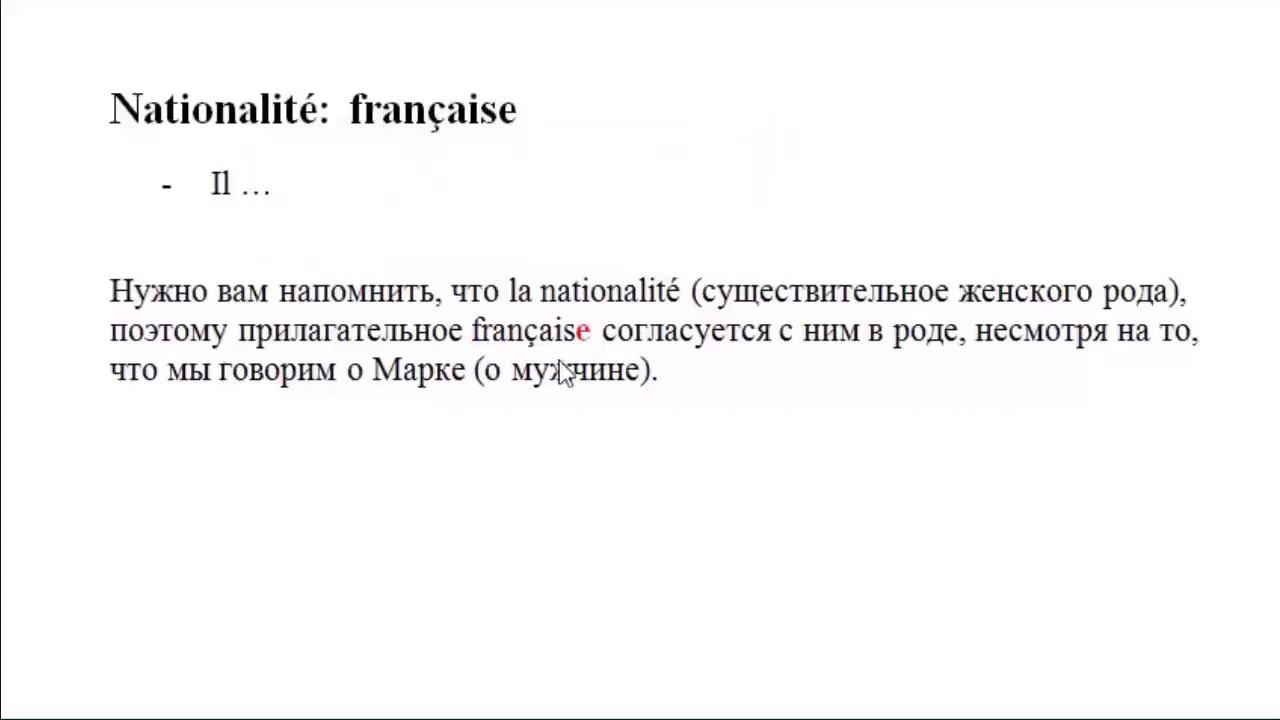 Nationalité: française
- Il …
Нужно вам напомнить, что la nationalité (существительное женского рода),
поэтому прилагательное française согласуется с ним в роде, несмотря на то,
что мы говорим о Марке (о мужчине).